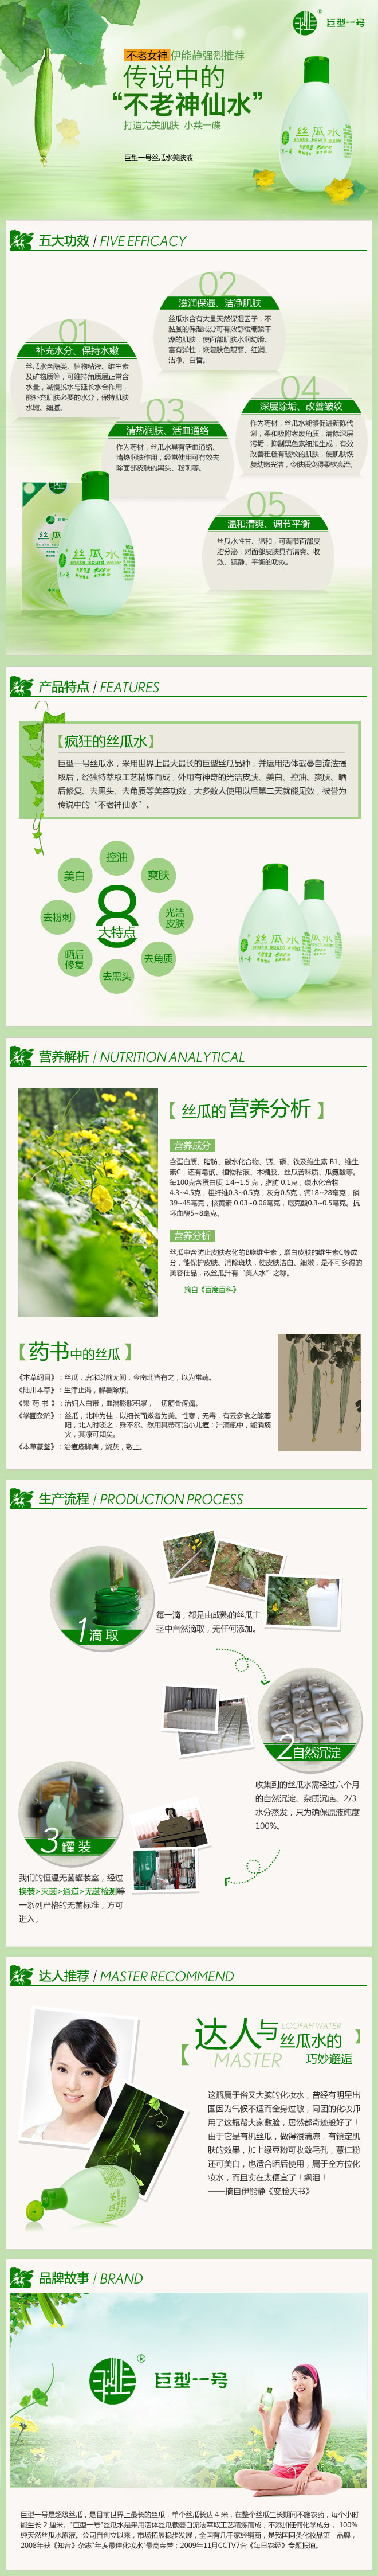 巨型一号
不老女神 伊能静强烈推荐
传说中的
“不老神仙水”
打造完美肌肤 小菜一碟
巨型一号丝瓜水美肤液
丝瓜水
五大功效 / FIVE EFFICACY
01
补充水分、保持水嫩
丝瓜水含醣类、植物粘液、维生素
及矿物质等，可维持角质层正常含
水量，减缓脱水与延长水合作用，
能补充肌肤必要的水分，保持肌肤
水嫩、细腻。
02
滋润保湿、洁净肌肤
丝瓜水含有大量天然保湿因子，不
黏腻的保湿成分可有效舒缓绷紧干
燥的肌肤，使面部肌肤水润幼滑、
富有弹性，恢复肤色靓丽、红润、
洁净、白皙。
03
清热润肤、活血通络
作为药材，丝瓜水具有活血通络、
清热润肤作用，经常使用可有效去
除面部皮肤的黑头、粉刺等。
04
深层除垢、改善皱纹
作为药材，丝瓜水能够促进新陈代
谢，柔和吸附老废角质，清除深层
污垢，抑制黑色素细胞生成，有效
改善粗糙有皱纹的肌肤，使肌肤恢
复幼嫩光洁，令肤质变得柔软亮泽。
05
温和清爽、调节平衡
丝瓜水性甘、温和，可调节面部皮
脂分泌，对面部皮肤具有清爽、收
敛、镇静、平衡的功效。
丝瓜水
产品特点 / FEATURES
【疯狂的丝瓜水】
巨型一号丝瓜水，采用世界上最大最长的巨型丝瓜品种，并运用活体截蔓自流法提
取后，经独特萃取工艺精炼而成，外用有神奇的光洁皮肤、美白、控油、爽肤、晒
后修复、去黑头、去角质等美容功效，大多数人使用以后第二天就能见效，被誉为
传说中的“不老神仙水”。
控油
美白
爽肤
8
大特点
去粉刺
光洁
皮肤
晒后
修复
去角质
去黑头
丝瓜水
营养解析 / NUTRITION ANALYTICAL
【丝瓜的营养分析】
营养成分
含蛋白质、脂肪、碳水化合物、钙、磷、铁及维生素 B1、维生
素C，还有皂甙、植物粘液、木糖胶、丝瓜苦味质、瓜氨酸等。
每100克含蛋白质 1.4~1.5 克，脂肪 0.1克，碳水化合物
4.3~4.5克，粗纤维0.3~0.5克，灰分0.5克，钙18~28毫克，磷
39~45毫克，核黄素 0.03~0.06毫克，尼克酸0.3~0.5毫克。抗
坏血酸5~8毫克。
营养分析
丝瓜中含防止皮肤老化的B族维生素，增白皮肤的维生素C等成
分，能保护皮肤、消除斑块，使皮肤洁白、细嫩，是不可多得的
美容佳品，故丝瓜汁有“美人水”之称。
——摘自《百度百科》
【药书中的丝瓜】
《本草纲目》：丝瓜，唐宋以前无闻，今南北皆有之，以为常蔬。
《陆川本草》：生津止渴，解暑除烦。
《果 药 书 》：治妇人白带，血淋膨胀积聚，一切筋骨疼痛。
《学圃杂疏》：丝瓜，北种为佳，以细长而嫩者为美。性寒，无毒，有云多食之能萎
阳，北人时啖之，殊不尔。然用其蒂可治小儿痘；汁流瓶中，能消痰
火，其凉可知矣。
《本草纂笺》：治痘疮脚痛，烧灰，敷上。
生产流程 / PRODUCTION PROCESS
1滴取
每一滴，都是由成熟的丝瓜主
茎中自然滴取，无任何添加。
2自然沉淀
收集到的丝瓜水需经过六个月
的自然沉淀、杂质沉底、2/3
水分蒸发，只为确保原液纯度
100%。
3罐装
我们的恒温无菌罐装室，经过
换装>灭菌>通道>无菌检测等
一系列严格的无菌标准，方可
进入。
达人推荐 / MASTER RECOMMEND
【达人与丝瓜水的
LOOFAH WATER
MASTER 巧妙邂逅】
这瓶属于俗又大腕的化妆水，曾经有明星出
国因为气候不适而全身过敏，同团的化妆师
用了这瓶帮大家敷脸，居然都奇迹般好了！
由于它是有机丝瓜，做得很清凉，有镇定肌
肤的效果，加上绿豆粉可收敛毛孔，薏仁粉
还可美白，也适合晒后使用，属于全方位化
妆水，而且实在太便宜了！飙泪！
——摘自伊能静《变脸天书》
品牌故事 / BRAND
巨型一号
巨型一号是超级丝瓜，是目前世界上最长的丝瓜，单个丝瓜长达 4 米，在整个丝瓜生长期间不施农药，每个小时
能生长 2 厘米。“巨型一号”丝瓜水是采用活体丝瓜截蔓自流法萃取工艺精炼而成，不添加任何化学成分， 100%
纯天然丝瓜水原液。公司自创立以来，市场拓展稳步发展，全国有几千家经销商，是我国同类化妆品第一品牌，
2008年获《知音》杂志“年度最佳化妆水”最高荣誉；2009年11月CCTV7套《每日农经》专题报道。